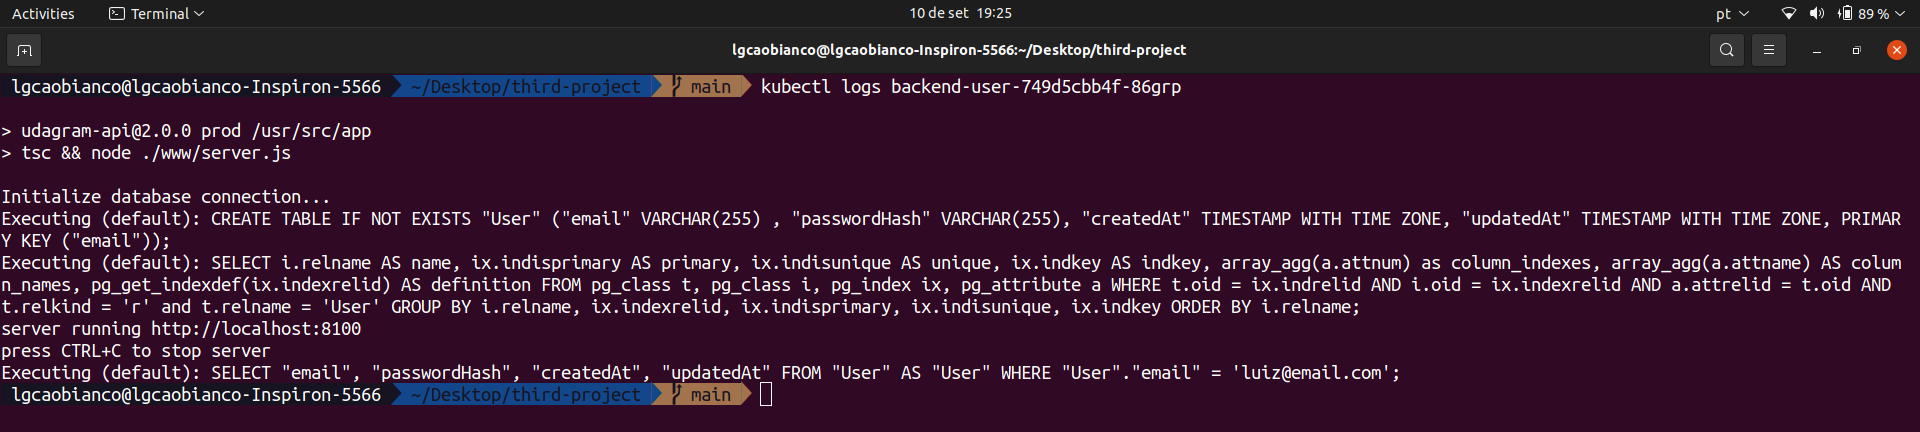 Activities Terminal 10 de set 19:25 pt 89 %
lgcaobianco@lgcaobianco-Inspiron-5566:~/Desktop/third-project
lgcaobianco@lgcaobianco-Inspiron-5566 ~/Desktop/third-project main kubectl logs backend-user-749d5cbb4f-86grp
> udagram-api@2.0.0 prod /usr/src/app
> tsc && node ./www/server.js
Initialize database connection...
Executing (default): CREATE TABLE IF NOT EXISTS "User" ("email" VARCHAR(255) , "passwordHash" VARCHAR(255), "createdAt" TIMESTAMP WITH TIME ZONE, "updatedAt" TIMESTAMP WITH TIME ZONE, PRIMAR
Y KEY ("email"));
Executing (default): SELECT i.relname AS name, ix.indisprimary AS primary, ix.indisunique AS unique, ix.indkey AS indkey, array_agg(a.attnum) as column_indexes, array_agg(a.attname) AS colum
n_names, pg_get_indexdef(ix.indexrelid) AS definition FROM pg_class t, pg_class i, pg_index ix, pg_attribute a WHERE t.oid = ix.indrelid AND i.oid = ix.indexrelid AND a.attrelid = t.oid AND
t.relkind = 'r' and t.relname = 'User' GROUP BY i.relname, ix.indexrelid, ix.indisprimary, ix.indisunique, ix.indkey ORDER BY i.relname;
server running http://localhost:8100
press CTRL+C to stop server
Executing (default): SELECT "email", "passwordHash", "createdAt", "updatedAt" FROM "User" AS "User" WHERE "User"."email" = 'luiz@email.com';
lgcaobianco@lgcaobianco-Inspiron-5566 ~/Desktop/third-project main